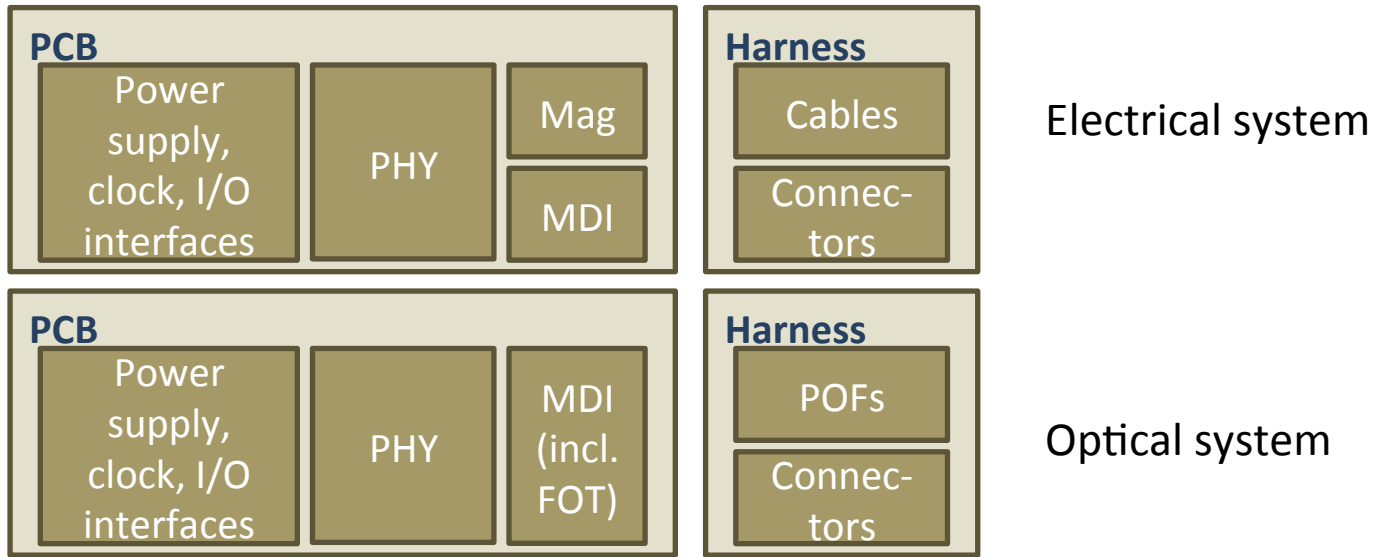 PCB
Power
supply,
clock, I/O
interfaces
PHY
Mag
MDI
Harness
Cables
Connec-
tors
Electrical system
PCB
Power
supply,
clock, I/O
interfaces
PHY
MDI
(incl.
FOT)
Harness
POFs
Connec-
tors
Optical system